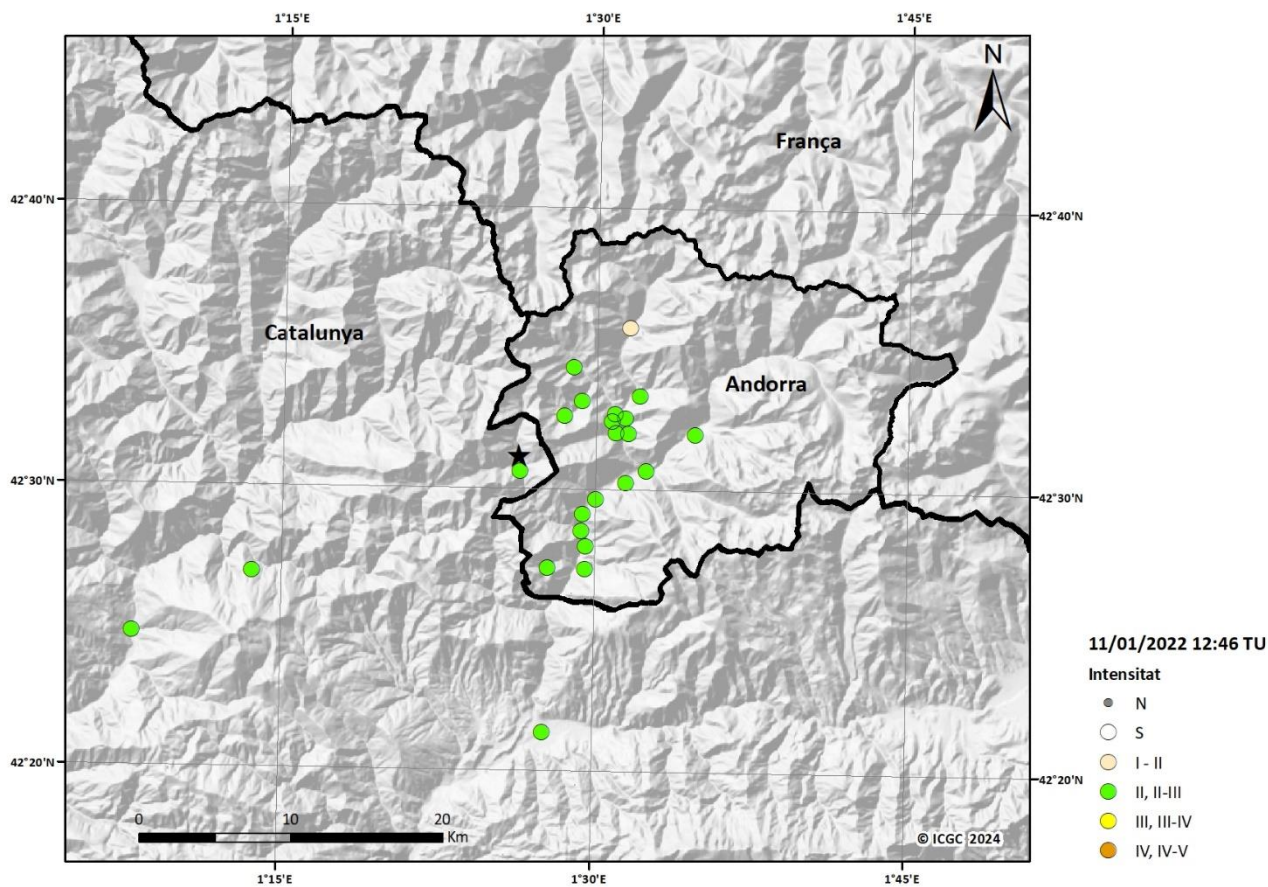 1°15'E 1°30'E 1°45'E
N
França
42°40'N 42°40'N
Catalunya
Andorra
42°30'N 42°30'N
11/01/2022 12:46 TU
Intensitat
N
S
I - II
II, II-III
III, III-IV
IV, IV-V
42°20'N 42°20'N
0 10 20
Km
© ICGC 2024
1°15'E 1°30'E 1°45'E